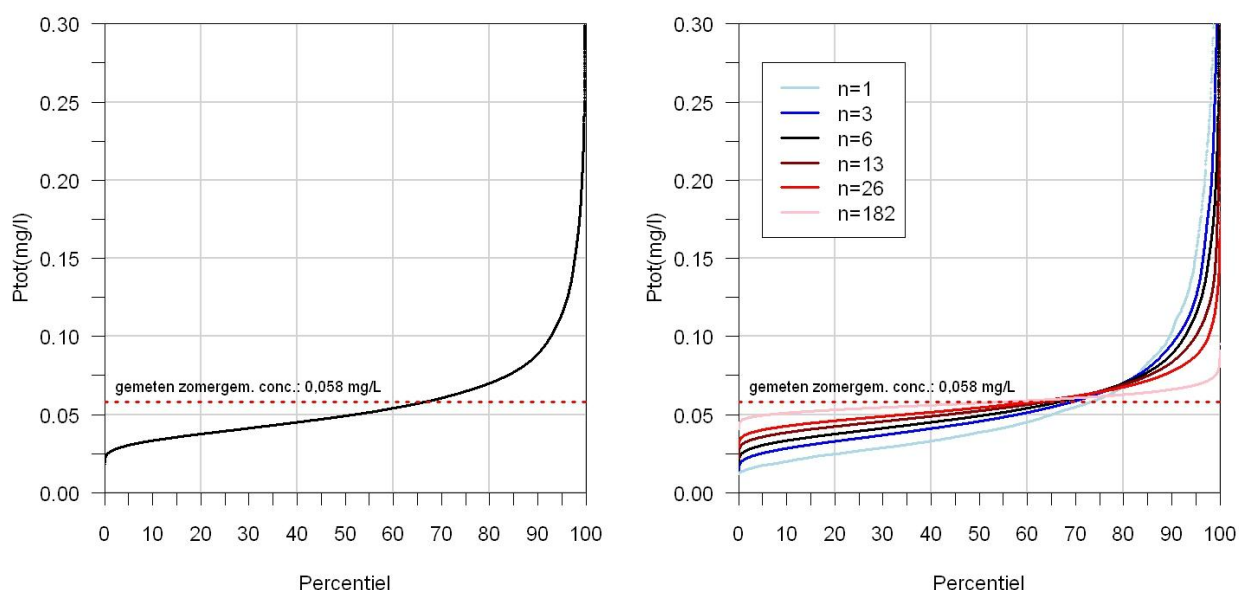 0.30
0.25
0.20
0.15
0.10
0.05
0.00
Ptot(mg/l)
gemeten zomergem. conc.: 0,058 mg/L
0 10 20 30 40 50 60 70 80 90 100
Percentiel
0.30
0.25
0.20
0.15
0.10
0.05
0.00
Ptot(mg/l)
n=1
n=3
n=6
n=13
n=26
n=182
gemeten zomergem. conc.: 0,058 mg/L
0 10 20 30 40 50 60 70 80 90 100
Percentiel